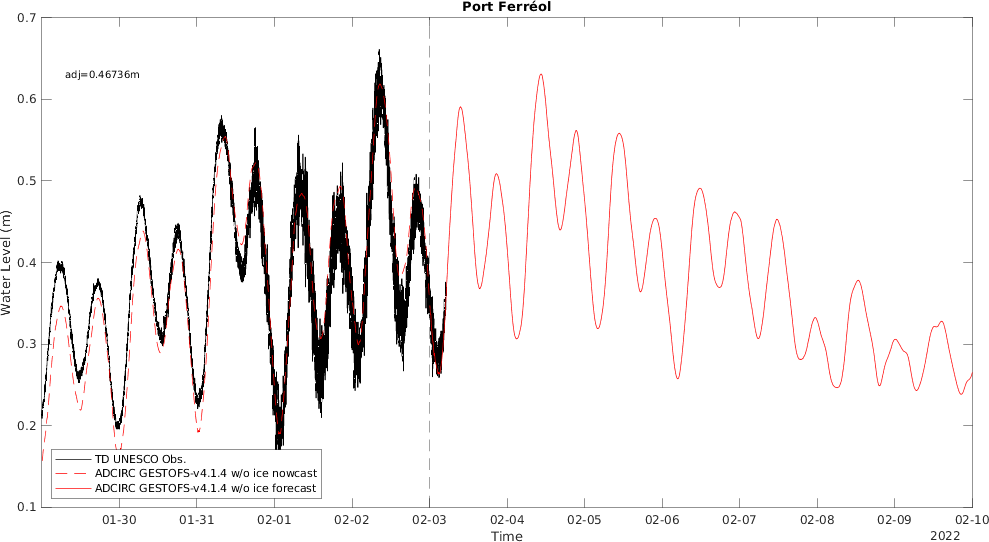 Port Ferréol
adj=0.46736m
Water Level (m)
0.7
0.6
0.5
0.4
0.3
0.2
0.1
TD UNESCO Obs.
ADCIRC GESTOFS-v4.1.4 w/o ice nowcast
ADCIRC GESTOFS-v4.1.4 w/o ice forecast
01-30 01-31 02-01 02-02 02-03 02-04 02-05 02-06 02-07 02-08 02-09 02-10
Time
2022